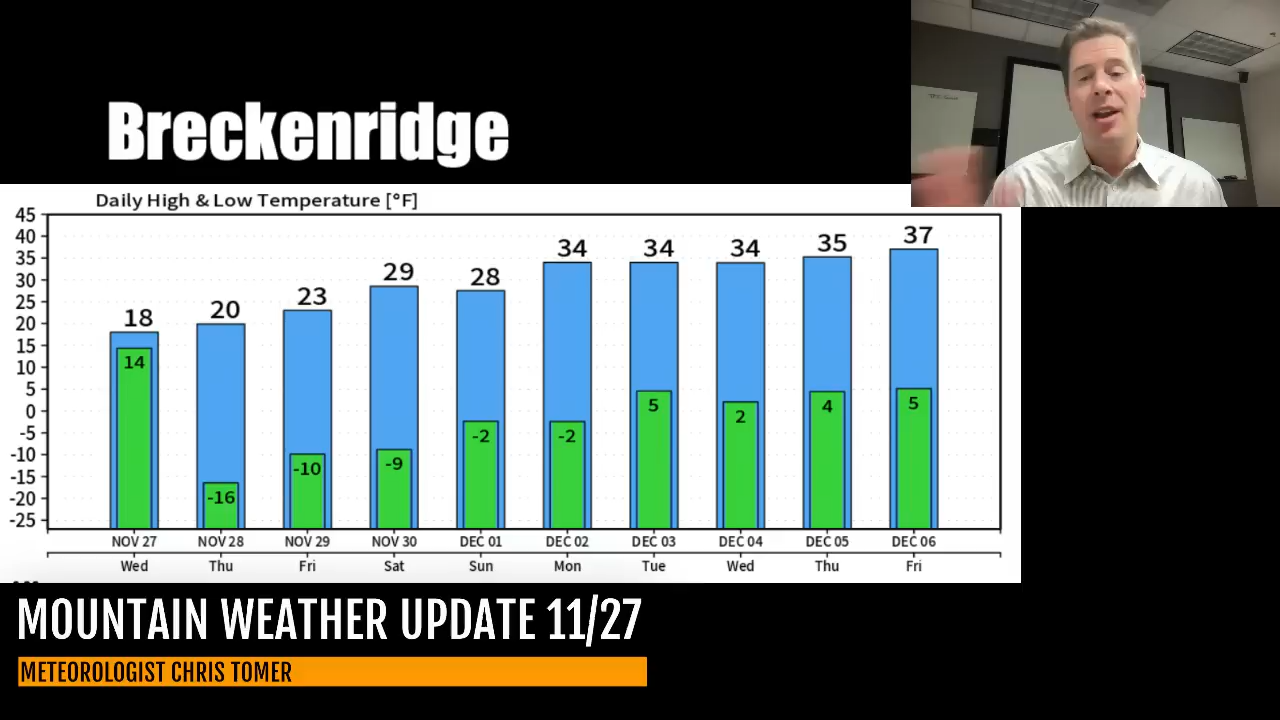 Breckenridge
Daily High & Low Temperature [°F]
45
40
35
30
25
20
15
10
5
0
-5
-10
-15
-20
-25
18 20 23 29 28 34 34 34 35 37
14 -16 -10 -9 -2 -2 5 2 4 5
NOV 27 NOV 28 NOV 29 NOV 30 DEC 01 DEC 02 DEC 03 DEC 04 DEC 05 DEC 06
Wed Thu Fri Sat Sun Mon Tue Wed Thu Fri
MOUNTAIN WEATHER UPDATE 11/27
METEOROLOGIST CHRIS TOMER